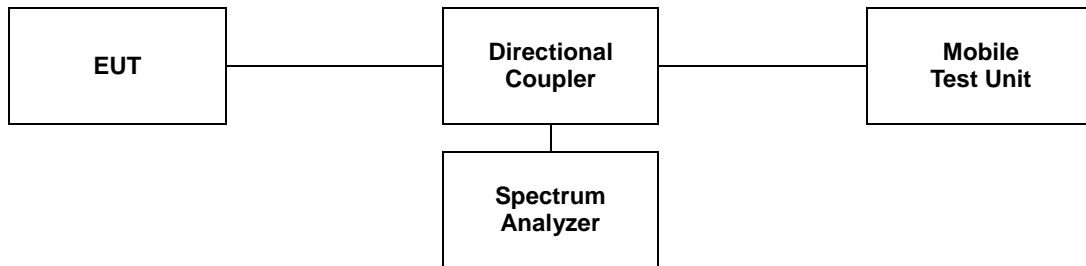 EUT
Directional
Coupler
Mobile
Test Unit
Spectrum
Analyzer